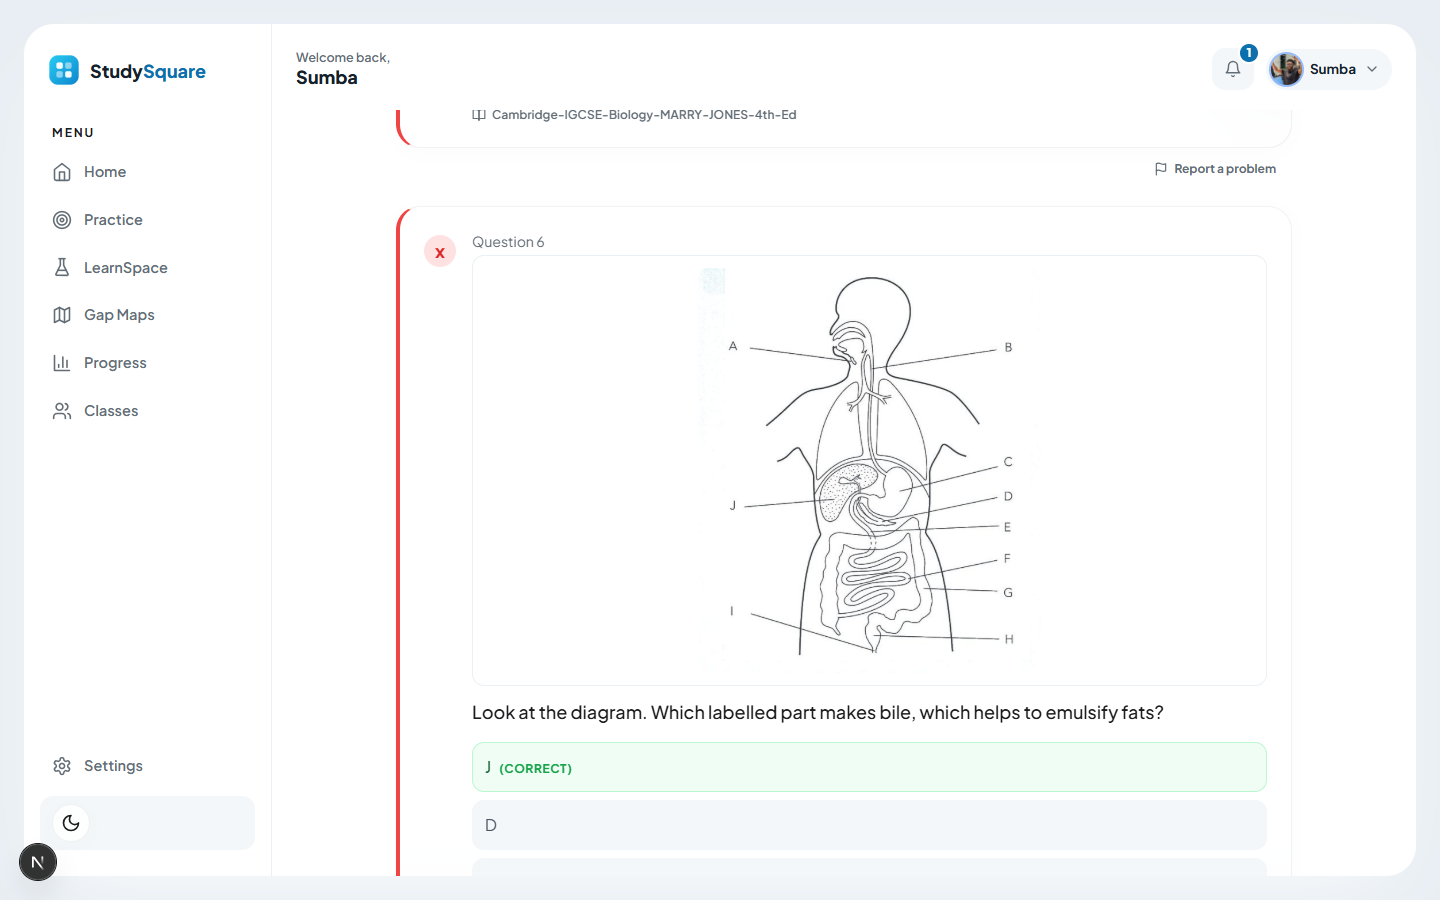 StudySquare
MENU
Home
Practice
LearnSpace
Gap Maps
Progress
Classes
Settings
N
Welcome back,
Sumba
1
Sumba
Cambridge-IGCSE-Biology-MARRY-JONES-4th-Ed
Report a problem
X
Question 6
A
B
C
D
J
E
F
G
I
H
Look at the diagram. Which labelled part makes bile, which helps to emulsify fats?
J (CORRECT)
D